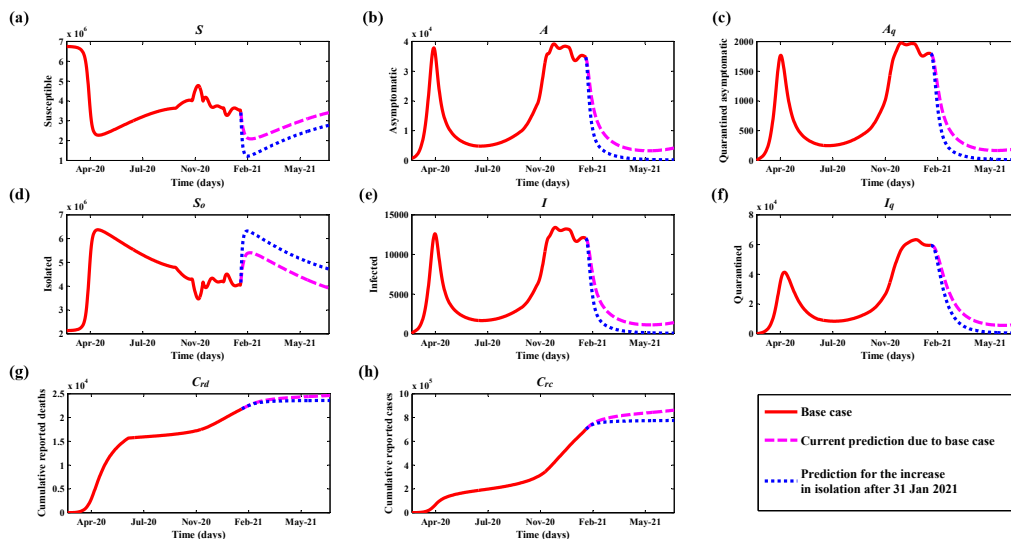 (a)
S
x 10^6
7
6
5
4
3
2
1
Susceptible
Apr-20 Jul-20 Nov-20 Feb-21 May-21
Time (days)
(b)
A
x 10^4
4
3
2
1
0
Asymptomatic
Apr-20 Jul-20 Nov-20 Feb-21 May-21
Time (days)
(c)
A_q
2000
1500
1000
500
0
Quarantined asymptomatic
Apr-20 Jul-20 Nov-20 Feb-21 May-21
Time (days)
(d)
S_o
x 10^6
7
6
5
4
3
2
Isolated
Apr-20 Jul-20 Nov-20 Feb-21 May-21
Time (days)
(e)
I
15000
10000
5000
0
Infected
Apr-20 Jul-20 Nov-20 Feb-21 May-21
Time (days)
(f)
I_q
x 10^4
8
6
4
2
0
Quarantined
Apr-20 Jul-20 Nov-20 Feb-21 May-21
Time (days)
(g)
C_rd
x 10^4
2.5
2
1.5
1
0.5
0
Cumulative reported deaths
Apr-20 Jul-20 Nov-20 Feb-21 May-21
Time (days)
(h)
C_rc
x 10^5
10
8
6
4
2
0
Cumulative reported cases
Apr-20 Jul-20 Nov-20 Feb-21 May-21
Time (days)
Base case
Current prediction due to base case
Prediction for the increase
in isolation after 31 Jan 2021